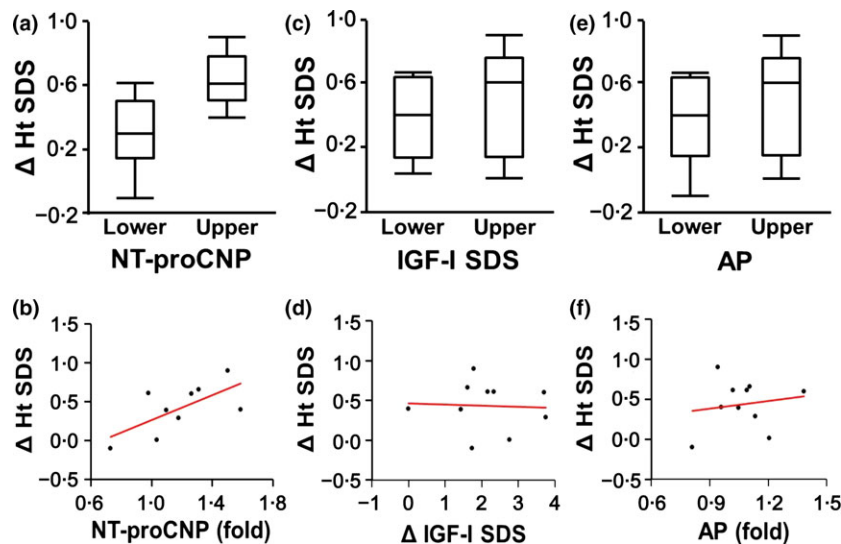 (a)
1·0
0·6
0·2
−0·2
Δ Ht SDS
Lower Upper
NT-proCNP
(c)
1·0
0·6
0·2
−0·2
Δ Ht SDS
Lower Upper
IGF-I SDS
(e)
1·0
0·6
0·2
−0·2
Δ Ht SDS
Lower Upper
AP
(b)
1·5
1·0
0·5
0·0
−0·5
Δ Ht SDS
0·6 1·0 1·4 1·8
NT-proCNP (fold)
(d)
1·5
1·0
0·5
0·0
−0·5
Δ Ht SDS
−1 0 1 2 3 4
Δ IGF-I SDS
(f)
1·5
1·0
0·5
0·0
−0·5
Δ Ht SDS
0·6 0·9 1·2 1·5
AP (fold)